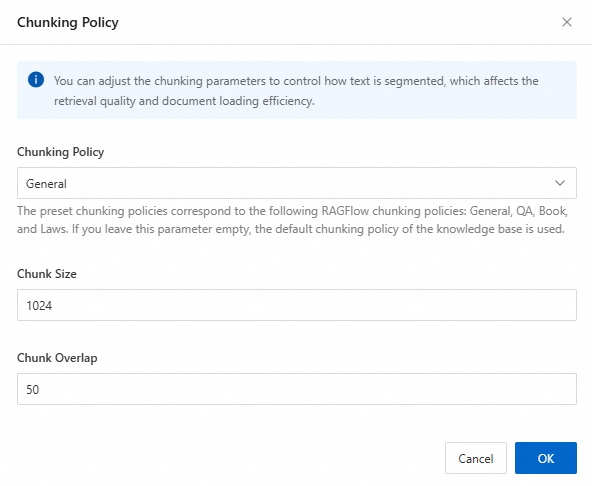 Chunking Policy
You can adjust the chunking parameters to control how text is segmented, which affects the
retrieval quality and document loading efficiency.
Chunking Policy
General
The preset chunking policies correspond to the following RAGFlow chunking policies: General, QA, Book,
and Laws. If you leave this parameter empty, the default chunking policy of the knowledge base is used.
Chunk Size
1024
Chunk Overlap
50
Cancel
OK